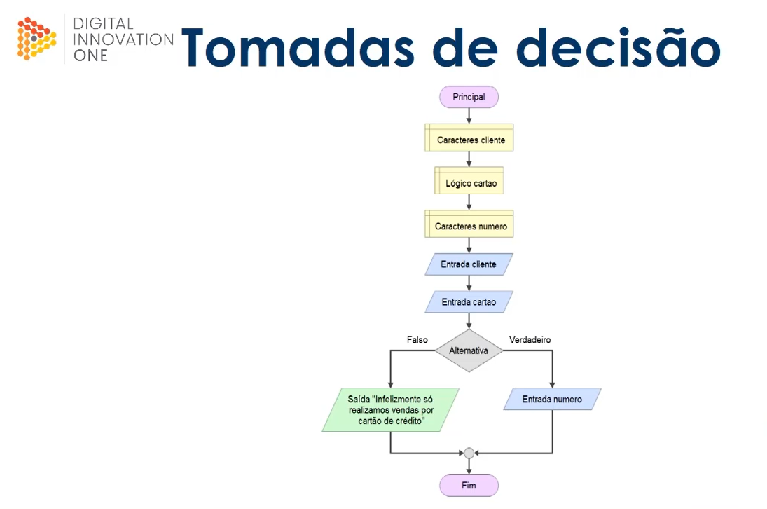 DIGITAL
INNOVATION
ONE
Tomadas de decisão
Principal
Caracteres cliente
Lógico cartao
Caracteres numero
Entrada cliente
Entrada cartao
Falso
Verdadeiro
Alternativa
Saída "Infelizmente só
realizamos vendas por
cartão de crédito"
Entrada numero
Fim